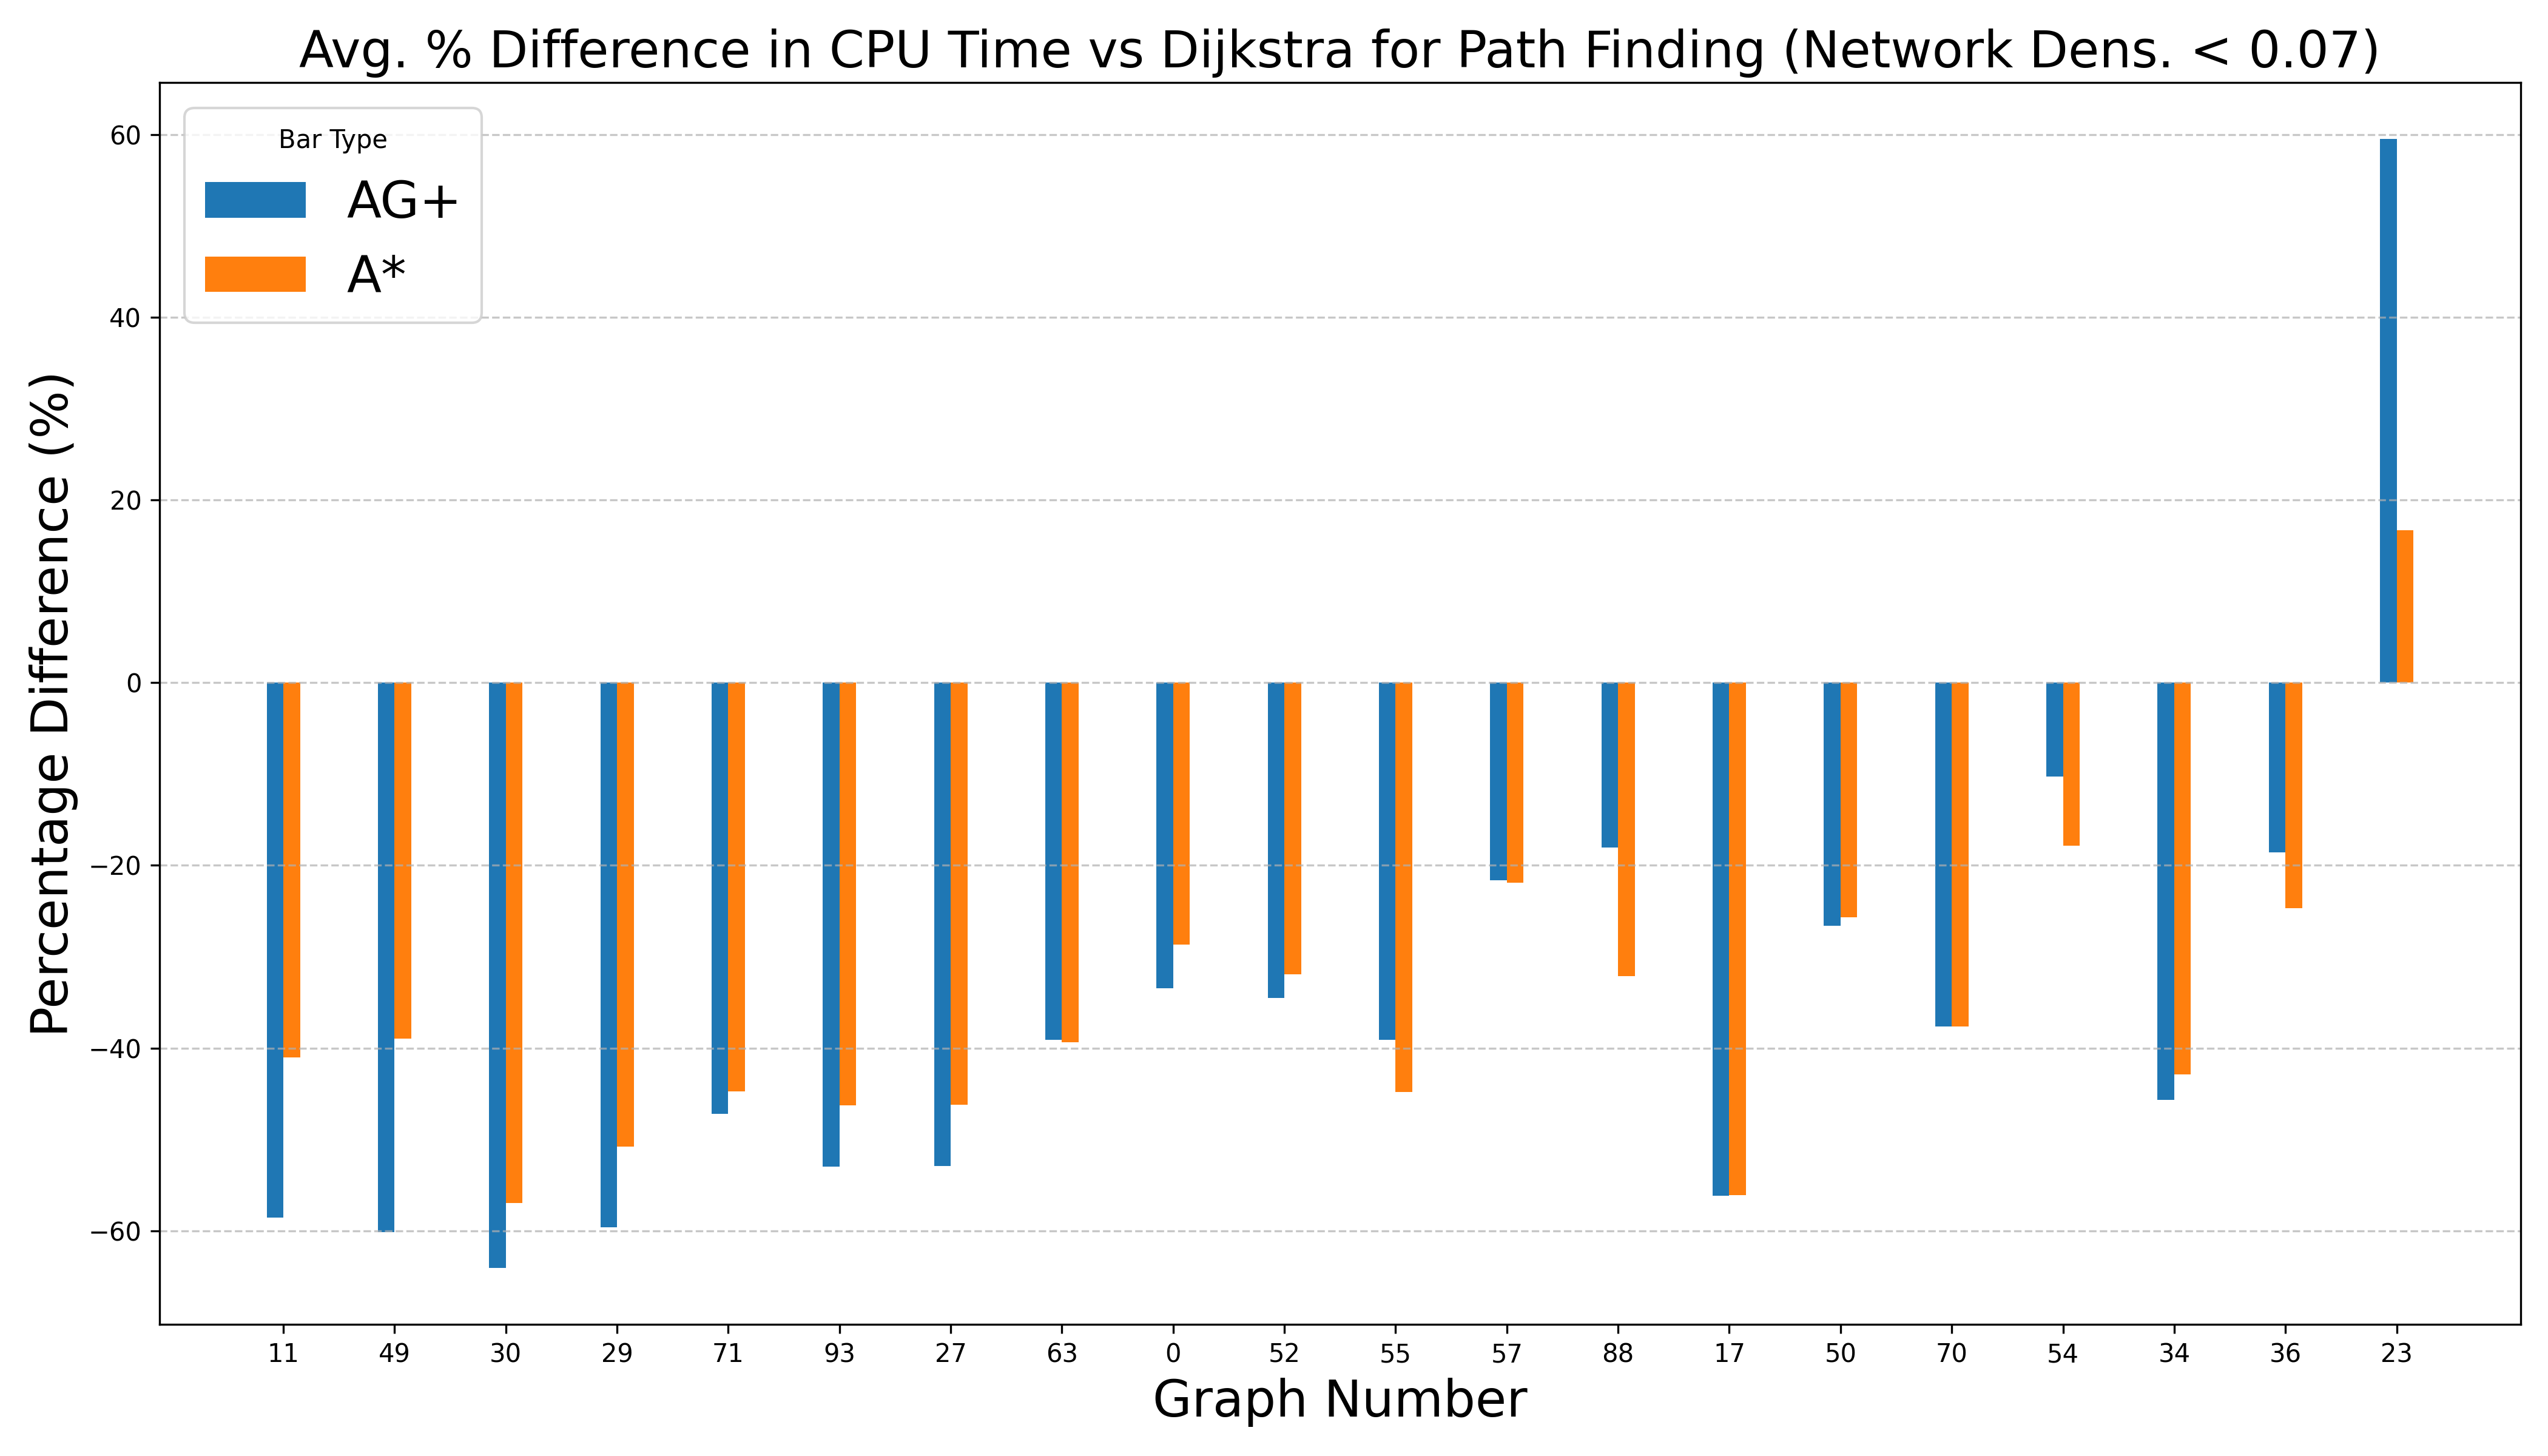 Avg. % Difference in CPU Time vs Dijkstra for Path Finding (Network Dens. < 0.07)
Bar Type
AG+
A*
Percentage Difference (%)
60
40
20
0
−20
−40
−60
11 49 30 29 71 93 27 63 0 52 55 57 88 17 50 70 54 34 36 23
Graph Number